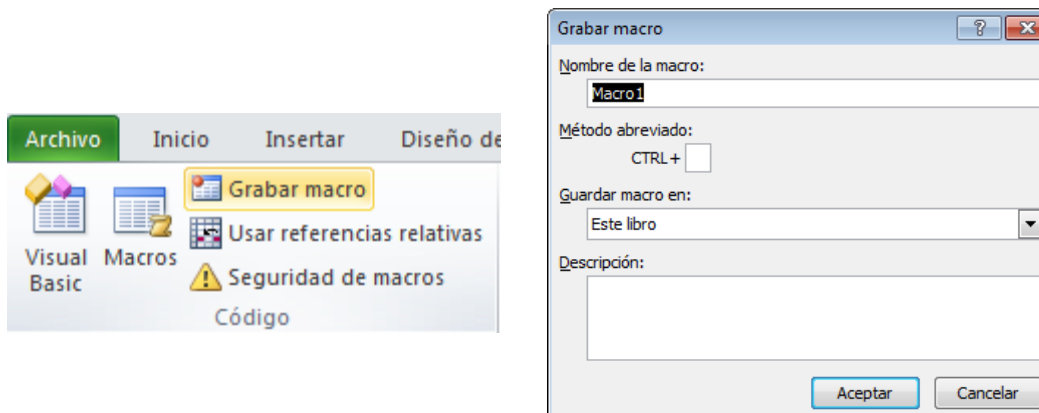 Archivo Inicio Insertar Diseño de
Grabar macro
Usar referencias relativas
Seguridad de macros
Visual Basic
Macros
Código
Grabar macro
Nombre de la macro:
Macro1
Método abreviado:
CTRL+
Guardar macro en:
Este libro
Descripción:
Aceptar Cancelar